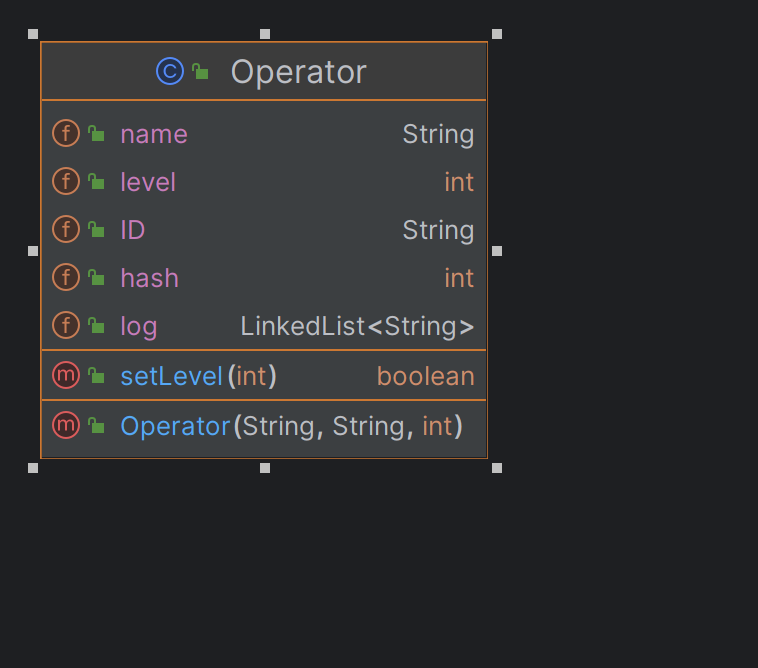 Operator
name String
level int
ID String
hash int
log LinkedList<String>
setLevel(int) boolean
Operator(String, String, int)